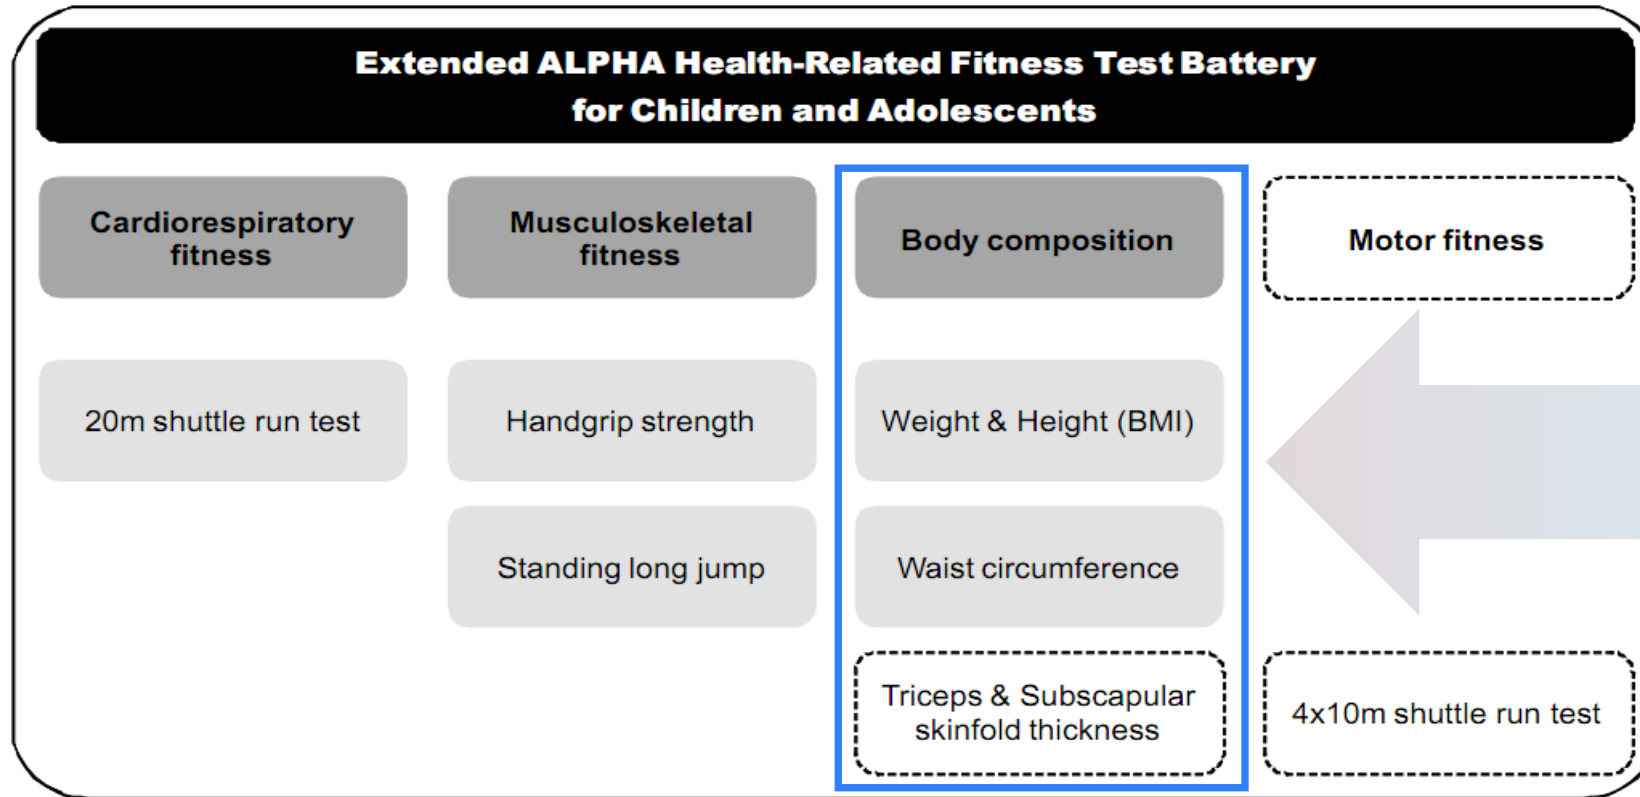 Extended ALPHA Health-Related Fitness Test Battery
for Children and Adolescents
Cardiorespiratory
fitness
Musculoskeletal
fitness
Body composition
Motor fitness
20m shuttle run test
Handgrip strength
Weight & Height (BMI)
Standing long jump
Waist circumference
Triceps & Subscapular
skinfold thickness
4x10m shuttle run test